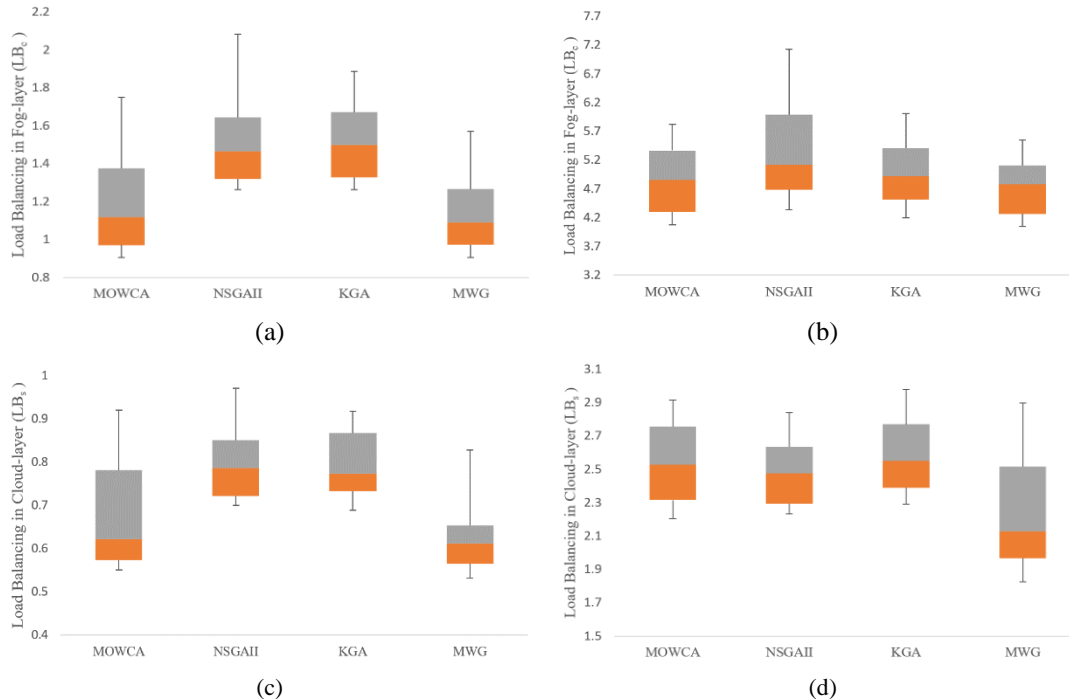 Load Balancing in Fog-layer (LBe )
2.2
2
1.8
1.6
1.4
1.2
1
0.8
MOWCA NSGAII KGA MWG
(a)
Load Balancing in Fog-layer (LBe )
7.7
7.2
6.7
6.2
5.7
5.2
4.7
4.2
3.7
3.2
MOWCA NSGAII KGA MWG
(b)
Load Balancing in Cloud-layer (LBs )
1
0.9
0.8
0.7
0.6
0.5
0.4
MOWCA NSGAII KGA MWG
(c)
Load Balancing in Cloud-layer (LBs )
3.1
2.9
2.7
2.5
2.3
2.1
1.9
1.7
1.5
MOWCA NSGAII KGA MWG
(d)